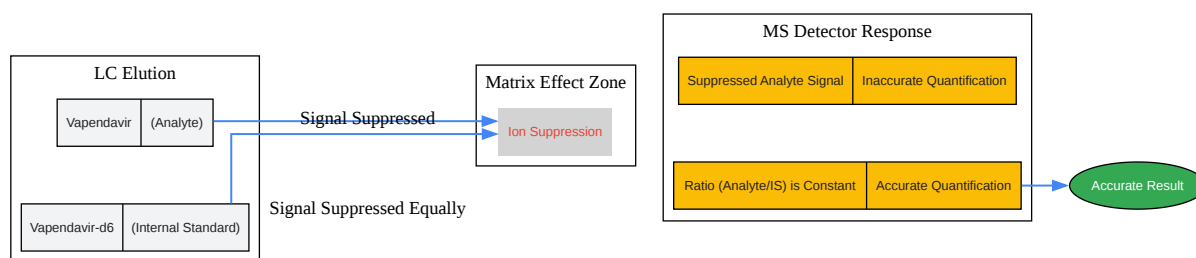 LC Elution
Vapendavir (Analyte)
Vapendavir-d6 (Internal Standard)
Signal Suppressed
Signal Suppressed Equally
Matrix Effect Zone
Ion Suppression
MS Detector Response
Suppressed Analyte Signal Inaccurate Quantification
Ratio (Analyte/IS) is Constant Accurate Quantification
Accurate Result